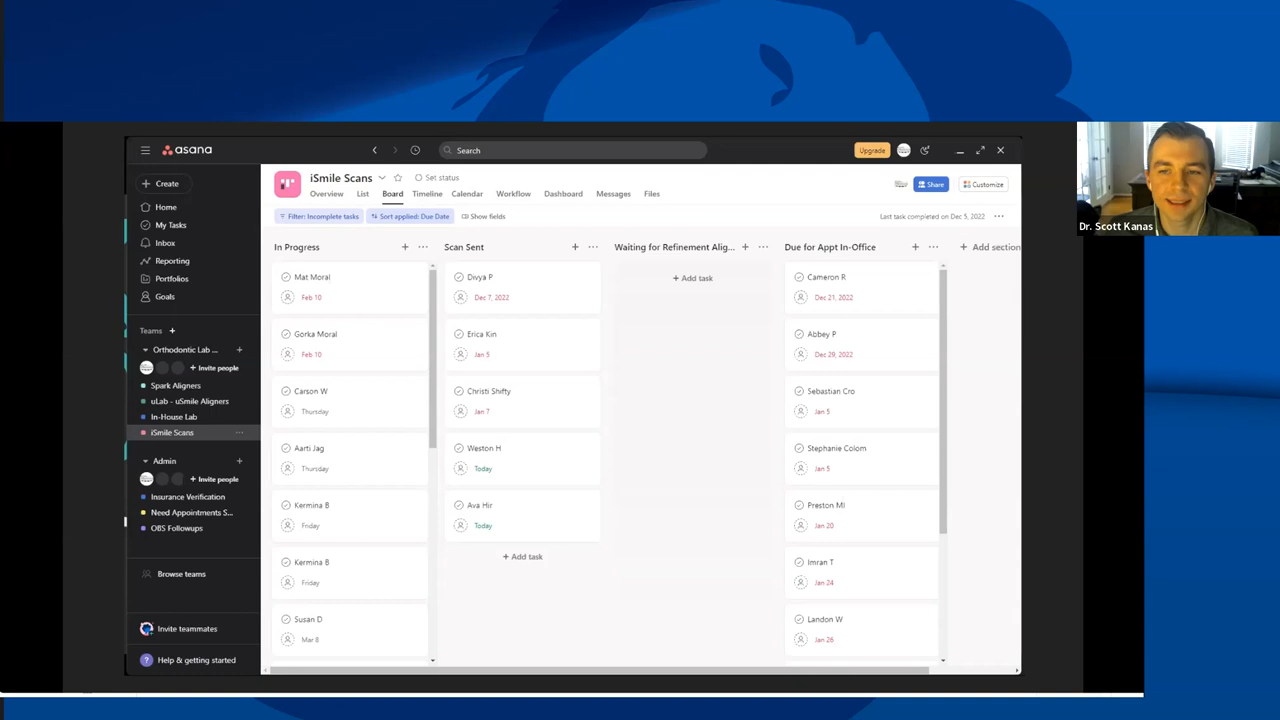 asana
Search
Upgrade
Create
Home
My Tasks
Inbox
Reporting
Portfolios
Goals
Teams
Orthodontic Lab ...
Invite people
Spark Aligners
uLab - uSmile Aligners
In-House Lab
iSmile Scans
Admin
Invite people
Insurance Verification
Need Appointments S...
OBS Followups
Browse teams
Invite teammates
? Help & getting started
iSmile Scans
Set status
Overview List Board Timeline Calendar Workflow Dashboard Messages Files
Share
Customize
Filter: Incomplete tasks Sort applied: Due Date Show fields
Last task completed on Dec 5, 2022
In Progress
Mat Moral
Feb 10
Gorka Moral
Feb 10
Carson W
Thursday
Aarti Jag
Thursday
Kermina B
Friday
Kermina B
Friday
Susan D
Mar 8
Scan Sent
Divya P
Dec 7, 2022
Erica Kin
Jan 5
Christi Shifty
Jan 7
Weston H
Today
Ava Hir
Today
+ Add task
Waiting for Refinement Alig...
+ Add task
Due for Appt In-Office
Cameron R
Dec 21, 2022
Abbey P
Dec 29, 2022
Sebastian Cro
Jan 5
Stephanie Colom
Jan 5
Preston MI
Jan 20
Imran T
Jan 24
Landon W
Jan 26
+ Add section
Dr. Scott Kanas